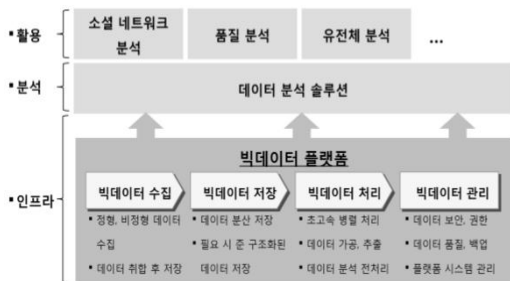 ▪활용
소셜 네트워크
분석
품질 분석
유전체 분석
...
▪분석
데이터 분석 솔루션
▪인프라
빅데이터 플랫폼
빅데이터 수집
▪ 정형, 비정형 데이터
수집
▪ 데이터 취합 후 저장
빅데이터 저장
▪ 데이터 분산 저장
▪ 필요 시 준 구조화된
데이터 저장
빅데이터 처리
▪ 초고속 병렬 처리
▪ 데이터 가공, 추출
▪ 데이터 분석 전처리
빅데이터 관리
▪ 데이터 보안, 권한
▪ 데이터 품질, 백업
▪ 플랫폼 시스템 관리